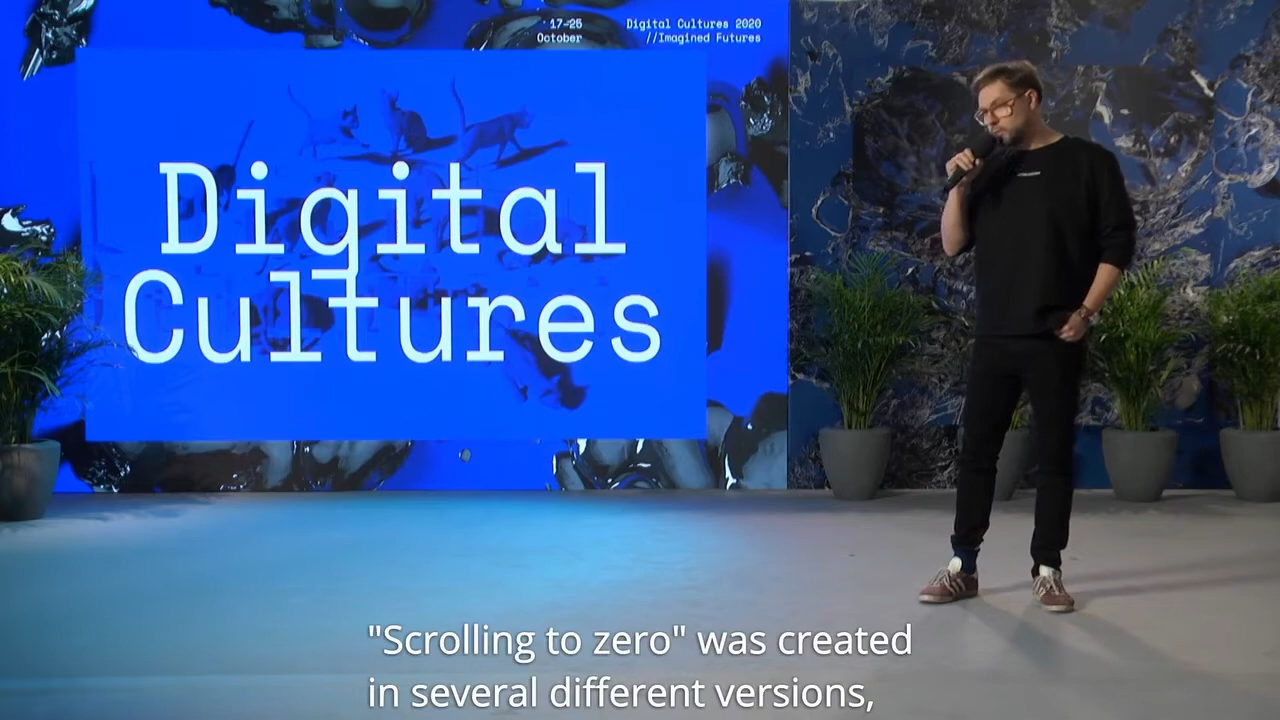 17–25
October
Digital Cultures 2020
//Imagined Futures
Digital
Cultures
"Scrolling to zero" was created
in several different versions,